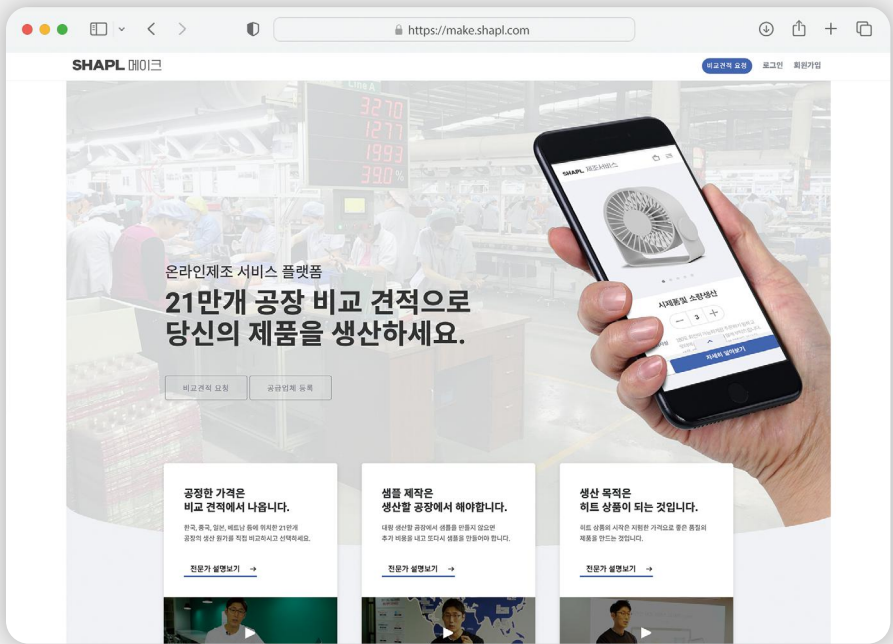 https://make.shapl.com
SHAPL 메이크
비교견적 요청 로그인 회원가입
Line A
3270
1277
1993
39.0 %
SHAPL 제조서비스
시제품및 소량생산
3
자세히 알아보기
온라인제조 서비스 플랫폼
21만개 공장 비교 견적으로
당신의 제품을 생산하세요.
비교견적 요청 공급업체 등록
공정한 가격은
비교 견적에서 나옵니다.
한국, 중국, 일본, 베트남 등에 위치한 21만개
공장의 생산 원가를 직접 비교하시고 선택하세요.
전문가 설명보기 →
샘플 제작은
생산할 공장에서 해야합니다.
대량 생산할 공장에서 샘플을 만들지 않으면
추가 비용을 내고 또다시 샘플을 만들어야 합니다.
전문가 설명보기 →
생산 목적은
히트 상품이 되는 것입니다.
히트 상품의 시작은 저렴한 가격으로 좋은 품질의
제품을 만드는 것입니다.
전문가 설명보기 →